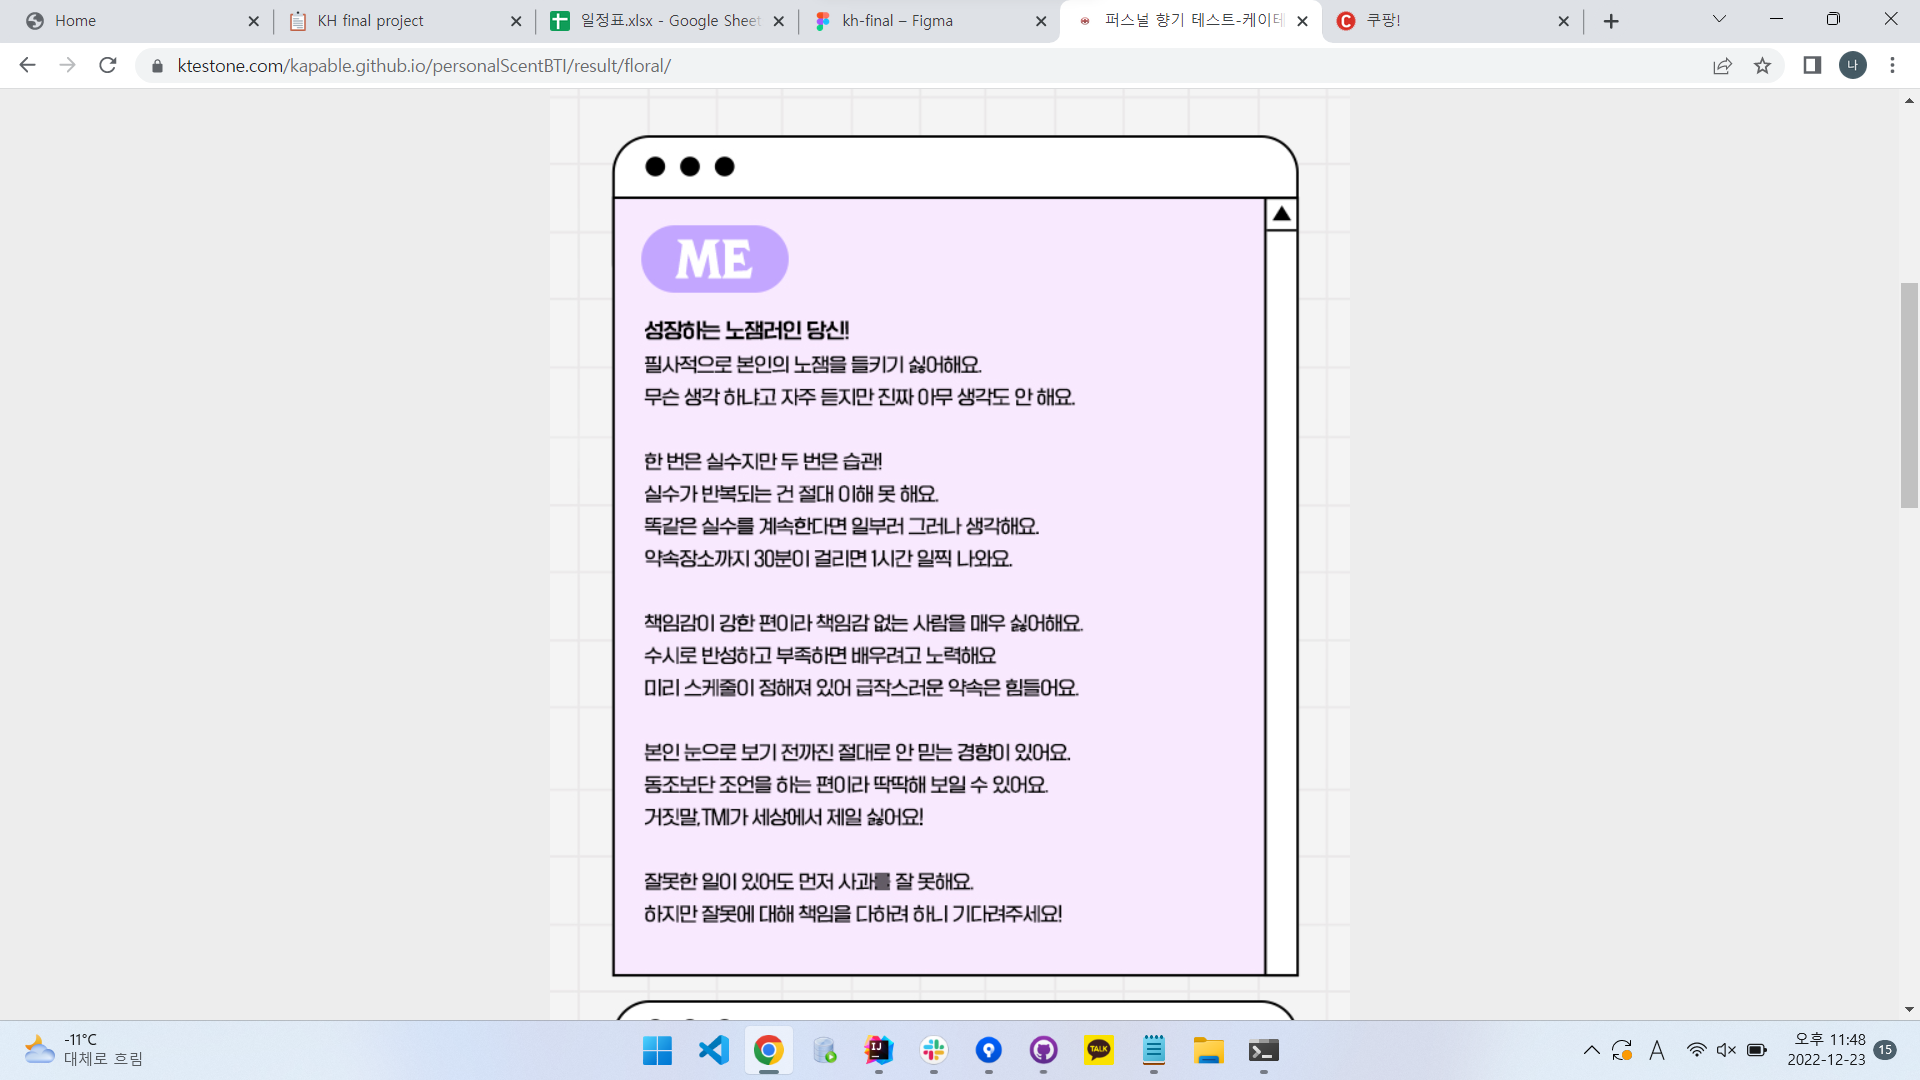 Home
KH final project
일정표.xlsx - Google Sheet
kh-final – Figma
퍼스널 향기 테스트-케이테
쿠팡!
ktestone.com/kapable.github.io/personalScentBTI/result/floral/
나
ME
성장하는 노잼러인 당신!
필사적으로 본인의 노잼을 들키기 싫어해요.
무슨 생각 하냐고 자주 듣지만 진짜 아무 생각도 안 해요.
한 번은 실수지만 두 번은 습관!
실수가 반복되는 건 절대 이해 못 해요.
똑같은 실수를 계속한다면 일부러 그러나 생각해요.
약속장소까지 30분이 걸리면 1시간 일찍 나와요.
책임감이 강한 편이라 책임감 없는 사람을 매우 싫어해요.
수시로 반성하고 부족하면 배우려고 노력해요
미리 스케줄이 정해져 있어 급작스러운 약속은 힘들어요.
본인 눈으로 보기 전까진 절대로 안 믿는 경향이 있어요.
동조보단 조언을 하는 편이라 딱딱해 보일 수 있어요.
거짓말,TMI가 세상에서 제일 싫어요!
잘못한 일이 있어도 먼저 사과를 잘 못해요.
하지만 잘못에 대해 책임을 다하려 하니 기다려주세요!
-11°C
대체로 흐림
IJ
TALK
A
오후 11:48
2022-12-23
15